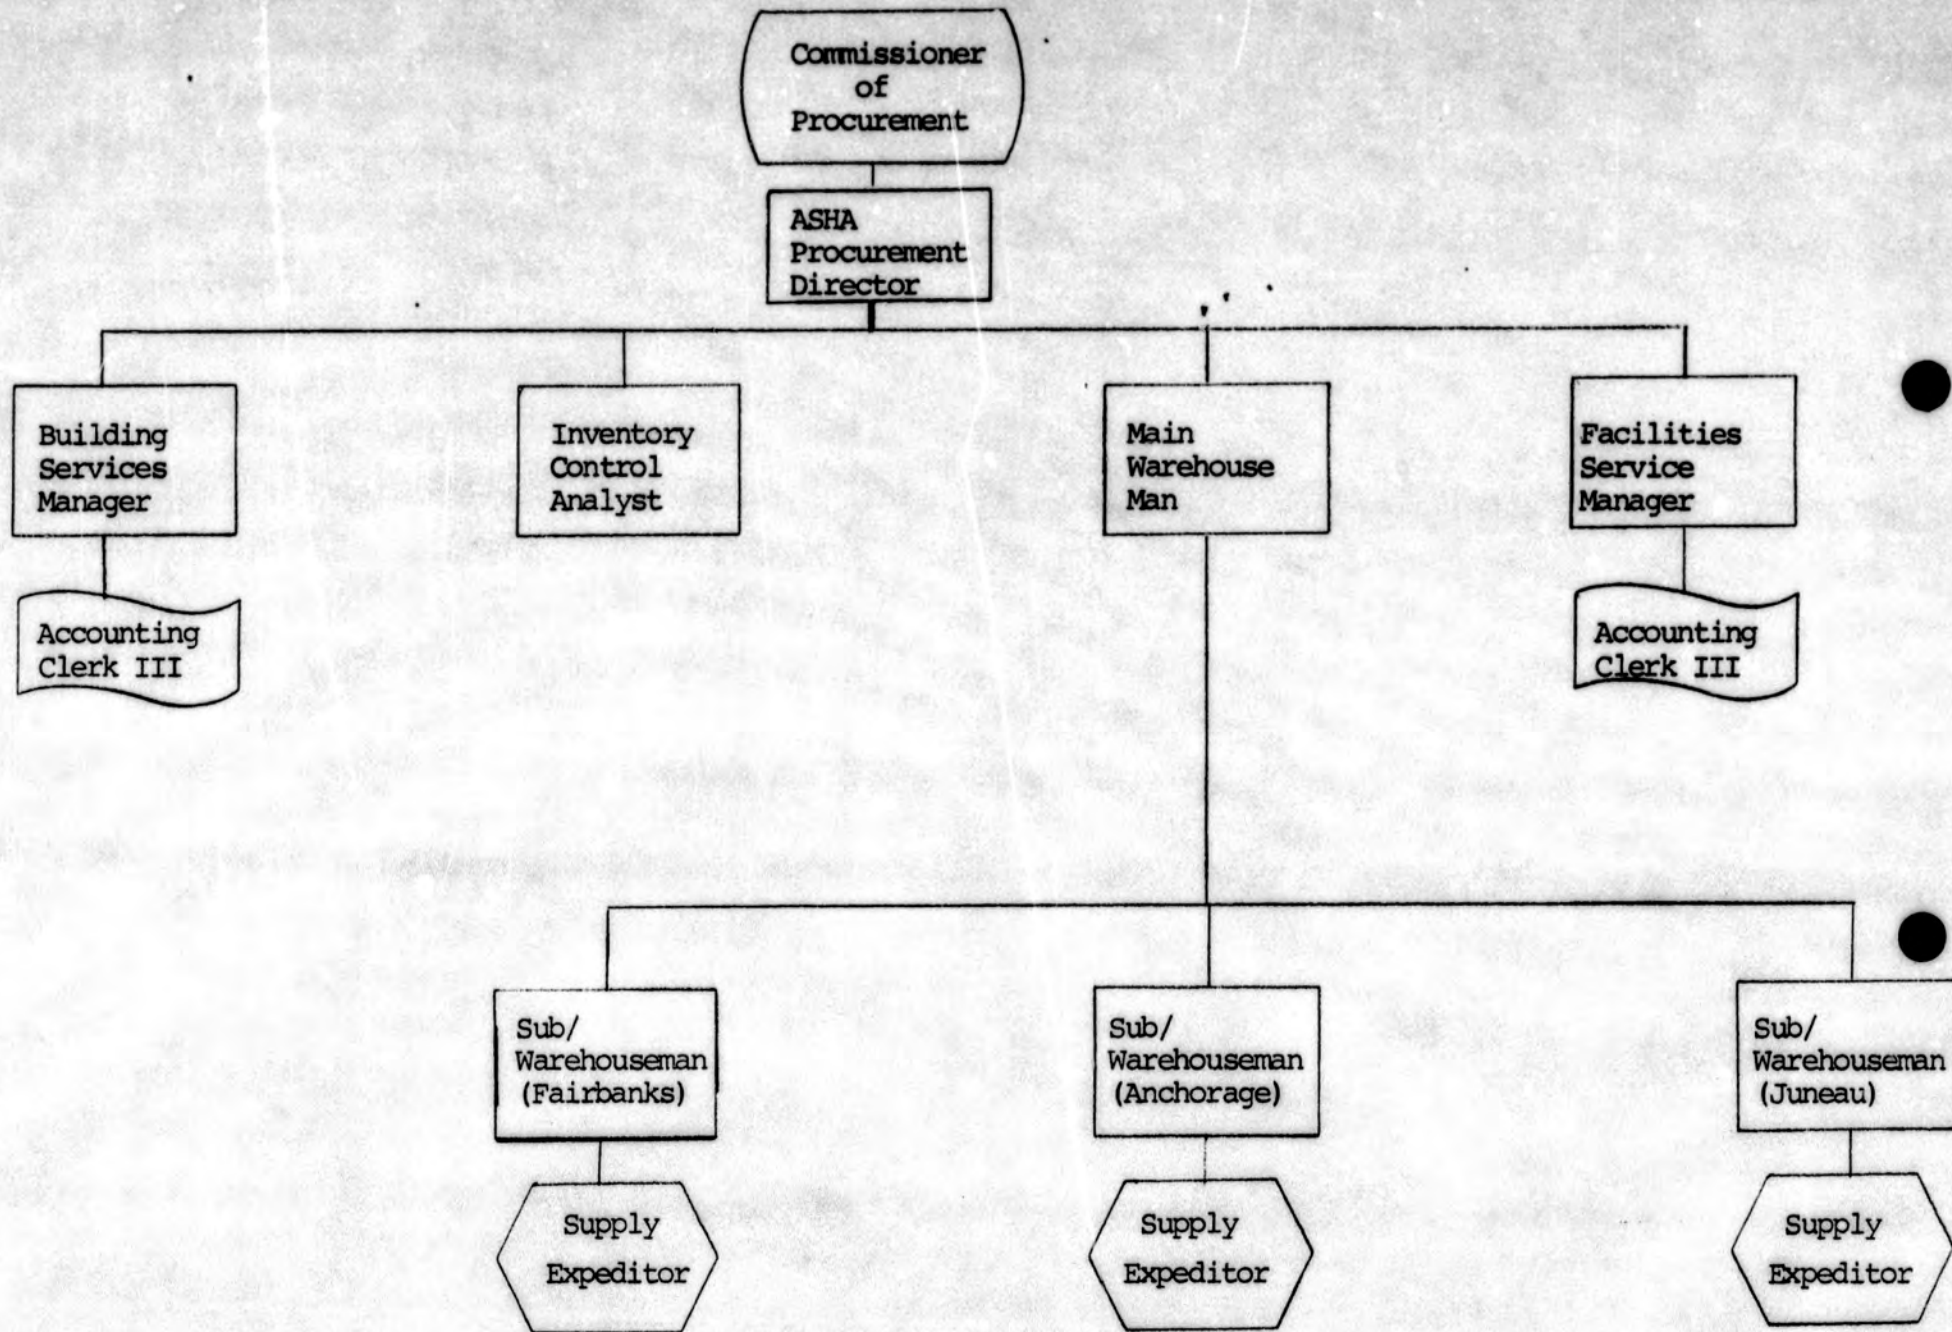 Commissioner
of
Procurement
ASHA
Procurement
Director
Building
Services
Manager
Inventory
Control
Analyst
Main
Warehouse
Man
Facilities
Service
Manager
Accounting
Clerk III
Accounting
Clerk III
Sub/
Warehouseman
(Fairbanks)
Sub/
Warehouseman
(Anchorage)
Sub/
Warehouseman
(Juneau)
Supply
Expeditor
Supply
Expeditor
Supply
Expeditor